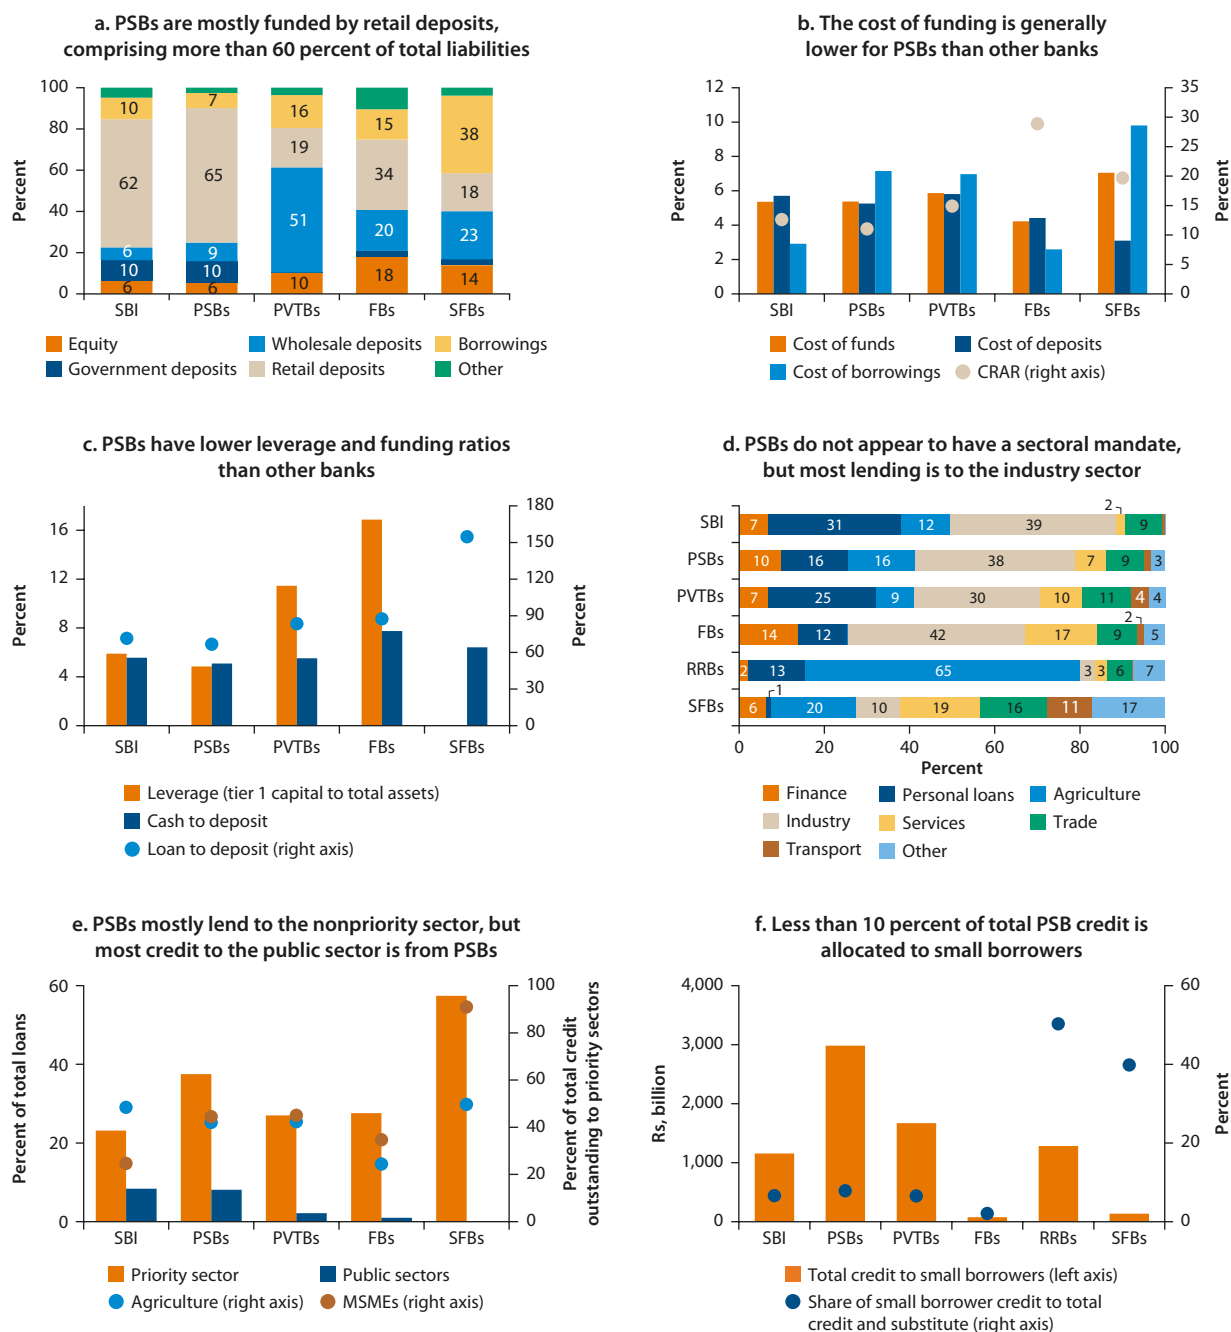 a. PSBs are mostly funded by retail deposits,
comprising more than 60 percent of total liabilities
Percent
100
80
60
40
20
0
10
62
6
10
6
7
65
9
10
6
16
19
51
10
15
34
20
18
38
18
23
14
SBI
PSBs
PVTBs
FBs
SFBs
Equity
Wholesale deposits
Borrowings
Government deposits
Retail deposits
Other
b. The cost of funding is generally
lower for PSBs than other banks
Percent
12
10
8
6
4
2
0
35
30
25
20
15
10
5
0
Percent
SBI
PSBs
PVTBs
FBs
SFBs
Cost of funds
Cost of deposits
Cost of borrowings
CRAR (right axis)
c. PSBs have lower leverage and funding ratios
than other banks
Percent
16
12
8
4
0
180
150
120
90
60
30
0
Percent
SBI
PSBs
PVTBs
FBs
SFBs
Leverage (tier 1 capital to total assets)
Cash to deposit
Loan to deposit (right axis)
d. PSBs do not appear to have a sectoral mandate,
but most lending is to the industry sector
2
SBI 7 31 12 39 9
PSBs 10 16 16 38 7 9 3
PVTBs 7 25 9 30 10 11 4 4
2
FBs 14 12 42 17 9 5
RRBs 2 13 65 3 3 6 7
1
SFBs 6 20 10 19 16 11 17
0 20 40 60 80 100
Percent
Finance
Personal loans
Agriculture
Industry
Services
Trade
Transport
Other
e. PSBs mostly lend to the nonpriority sector, but
most credit to the public sector is from PSBs
Percent of total loans
60
40
20
0
100
80
60
40
20
0
Percent of total credit
outstanding to priority sectors
SBI
PSBs
PVTBs
FBs
SFBs
Priority sector
Public sectors
Agriculture (right axis)
MSMEs (right axis)
f. Less than 10 percent of total PSB credit is
allocated to small borrowers
Rs, billion
4,000
3,000
2,000
1,000
0
60
40
20
0
Percent
SBI
PSBs
PVTBs
FBs
RRBs
SFBs
Total credit to small borrowers (left axis)
Share of small borrower credit to total
credit and substitute (right axis)